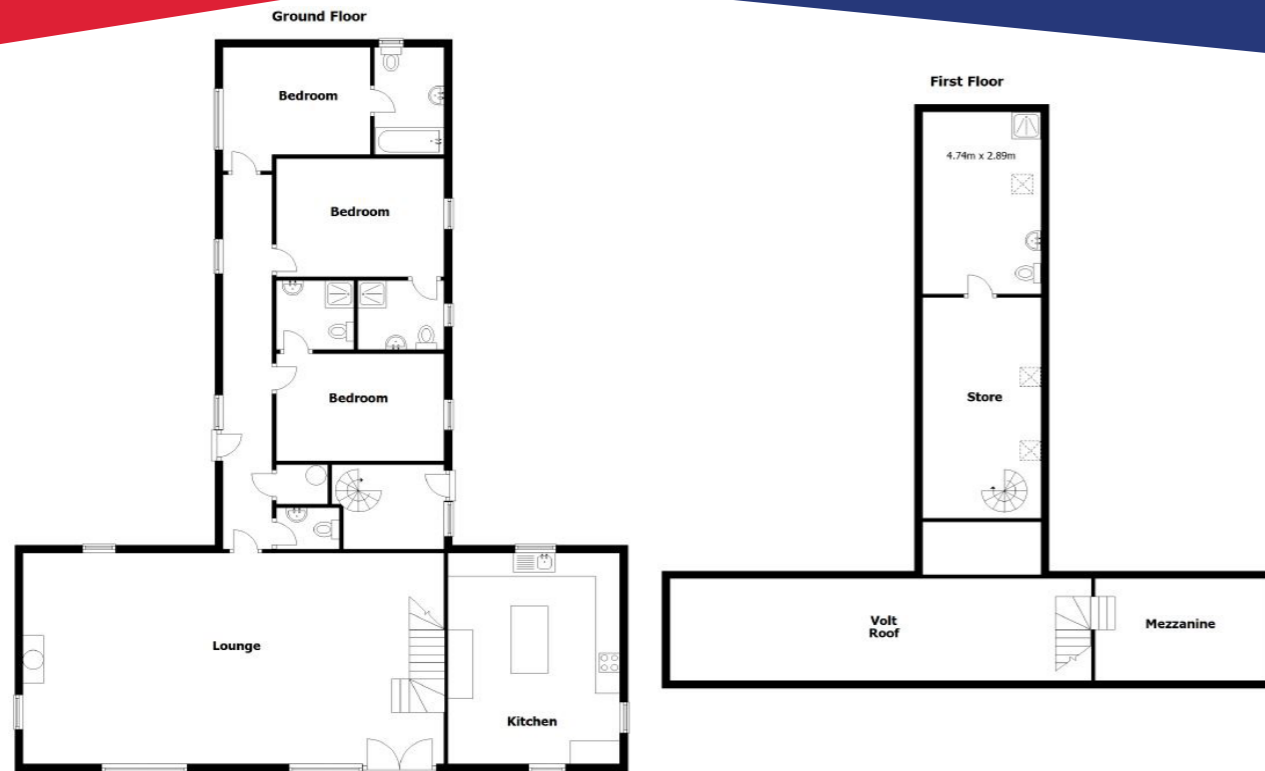 Ground Floor
Bedroom
Bedroom
Bedroom
Lounge
Kitchen
First Floor
4.74m x 2.89m
Store
Volt
Roof
Mezzanine